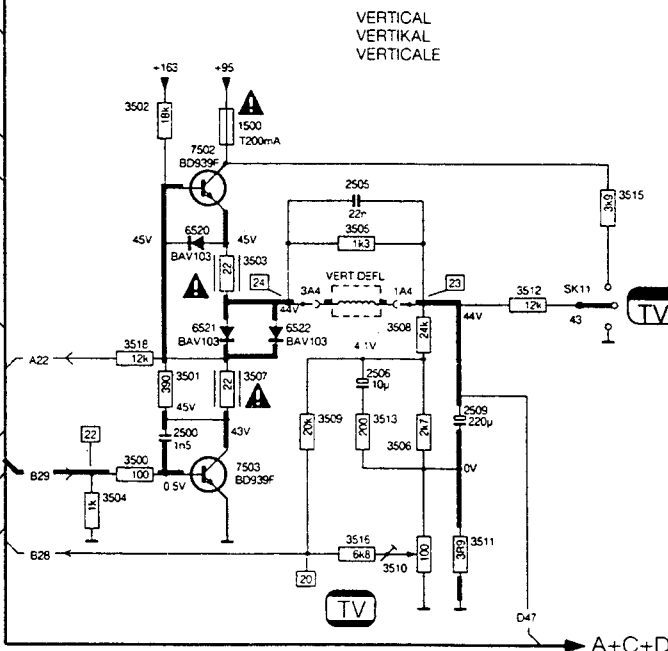 VERTICAL
VERTIKAL
VERTICALE
+163
+95
3502
18k
1500
T200mA
7502
BD939F
2505
22n
3505
1k3
3515
3k9
45V
6520
BAV103
45V
22
3503
24
VERT DEFL
3A4
1A4
23
44V
44V
3512
12k
SK11
43
TV
6521
BAV103
6522
BAV103
3508
24k
4.1V
A22
3518
12k
390
3501
22
3507
2506
10µ
45V
43V
20k
3509
200
3513
2k7
3506
2509
220µ
22
2500
1n5
3500
100
B29
0.5V
7503
BD939F
0V
1k
3504
B28
3516
6k8
3510
100
3R9
3511
20
TV
D47
A+C+D